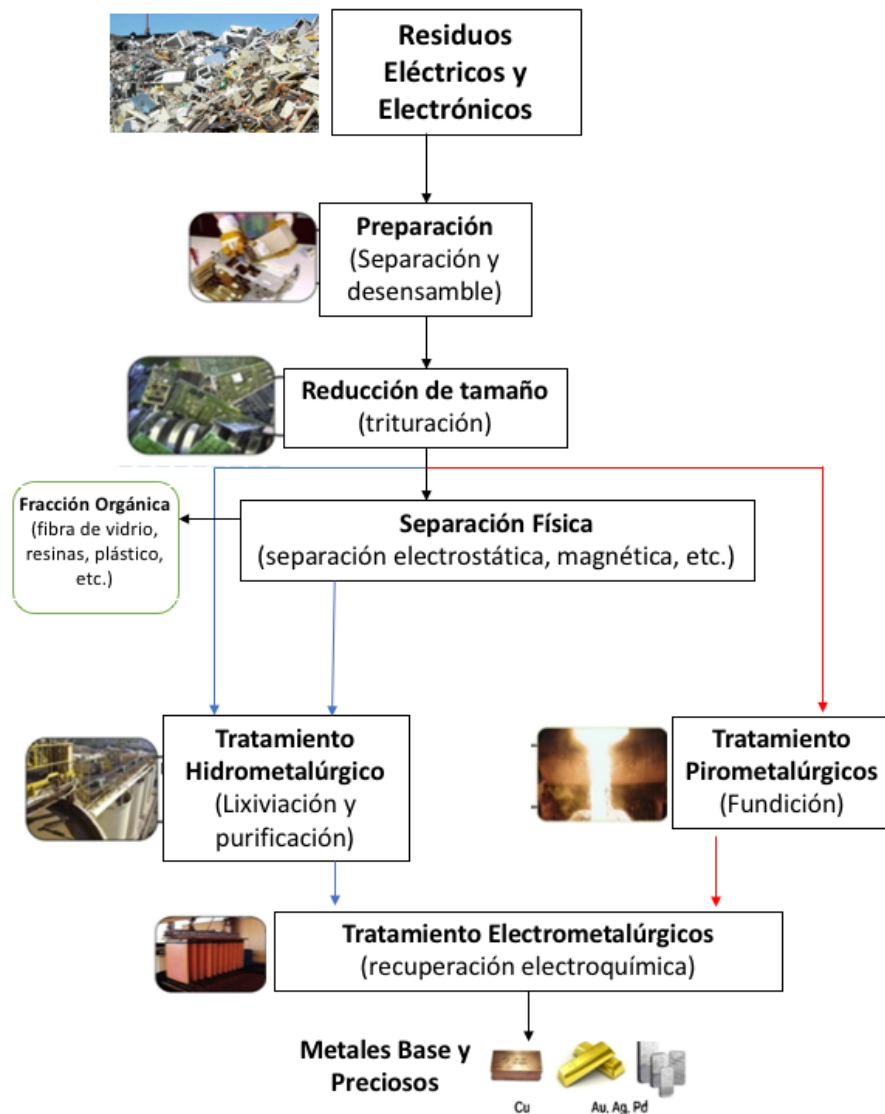 Residuos
Eléctricos y
Electrónicos
Preparación
(Separación y
desensamble)
Reducción de tamaño
(trituración)
Fracción Orgánica
(fibra de vidrio,
resinas, plástico,
etc.)
Separación Física
(separación electrostática, magnética, etc.)
Tratamiento
Hidrometalúrgico
(Lixiviación y
purificación)
Tratamiento
Pirometalúrgicos
(Fundición)
Tratamiento Electrometalúrgicos
(recuperación electroquímica)
Metales Base y
Preciosos
Cu
Au, Ag, Pd